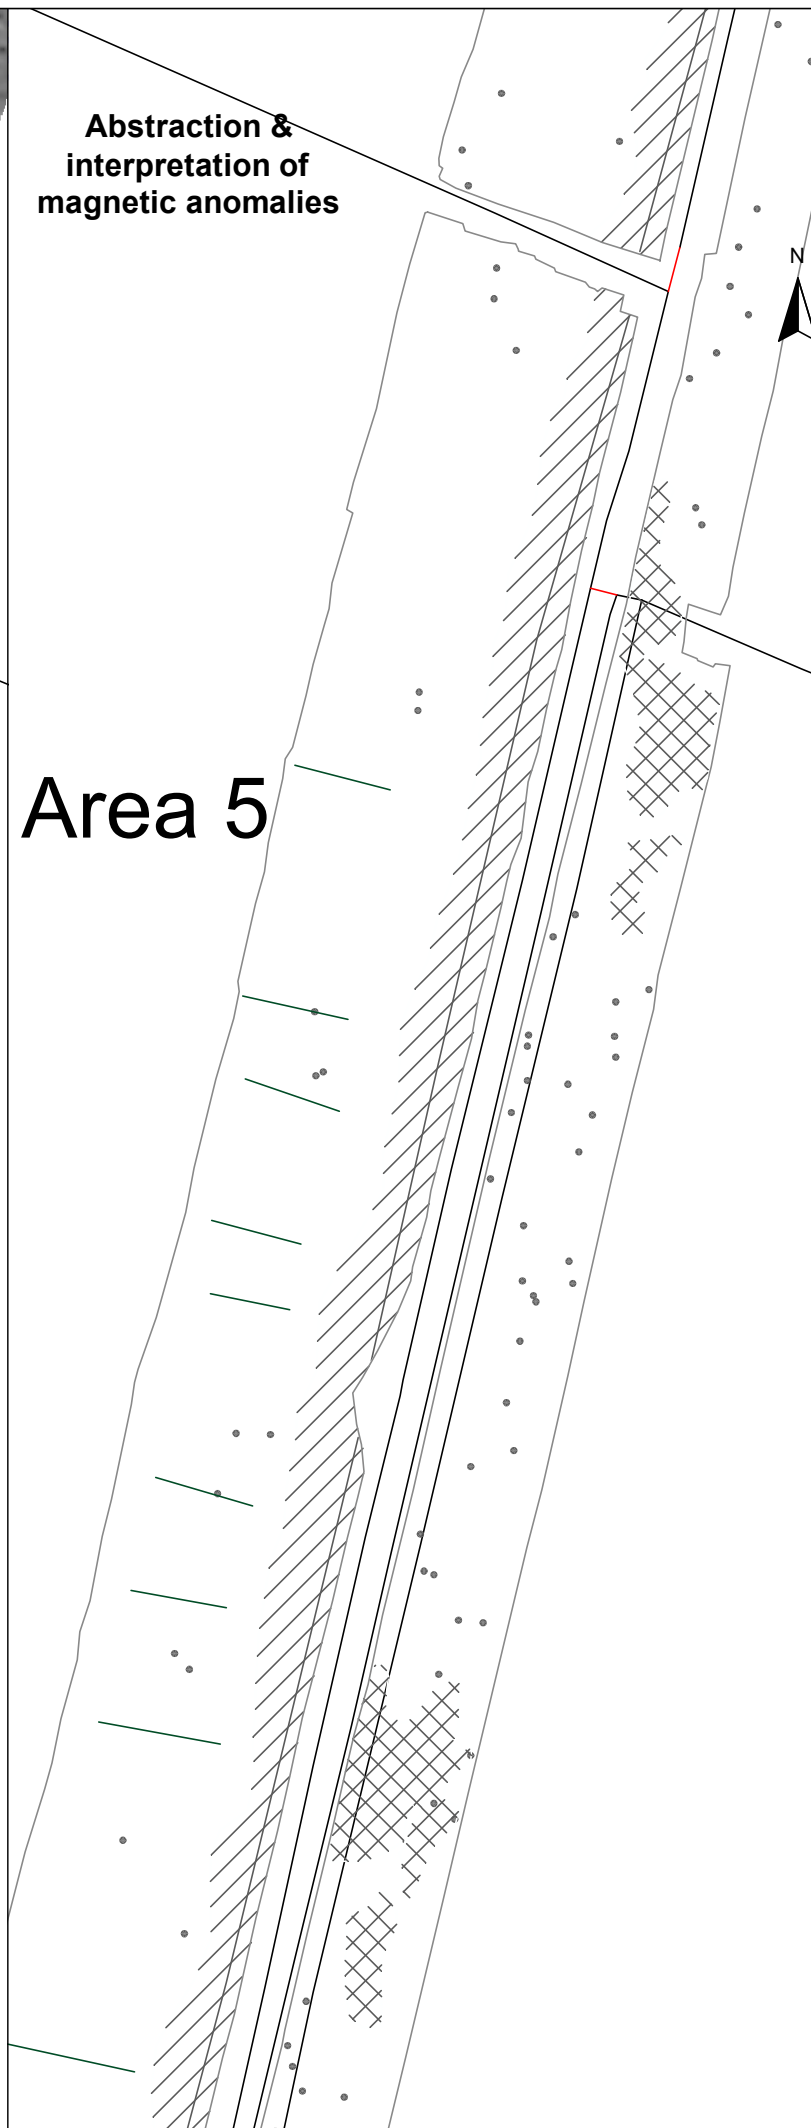 Abstraction &
interpretation of
magnetic anomalies
N
Area 5